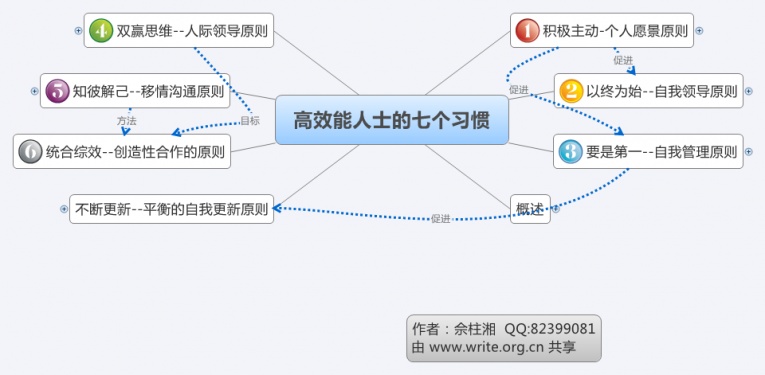 4 双赢思维--人际领导原则
1 积极主动-个人愿景原则
促进
5 知彼解己--移情沟通原则
促进
2 以终为始--自我领导原则
高效能人士的七个习惯
方法
目标
6 统合综效--创造性合作的原则
3 要是第一--自我管理原则
不断更新--平衡的自我更新原则
促进
概述
作者：佘柱湘 QQ:82399081
由 www.write.org.cn 共享